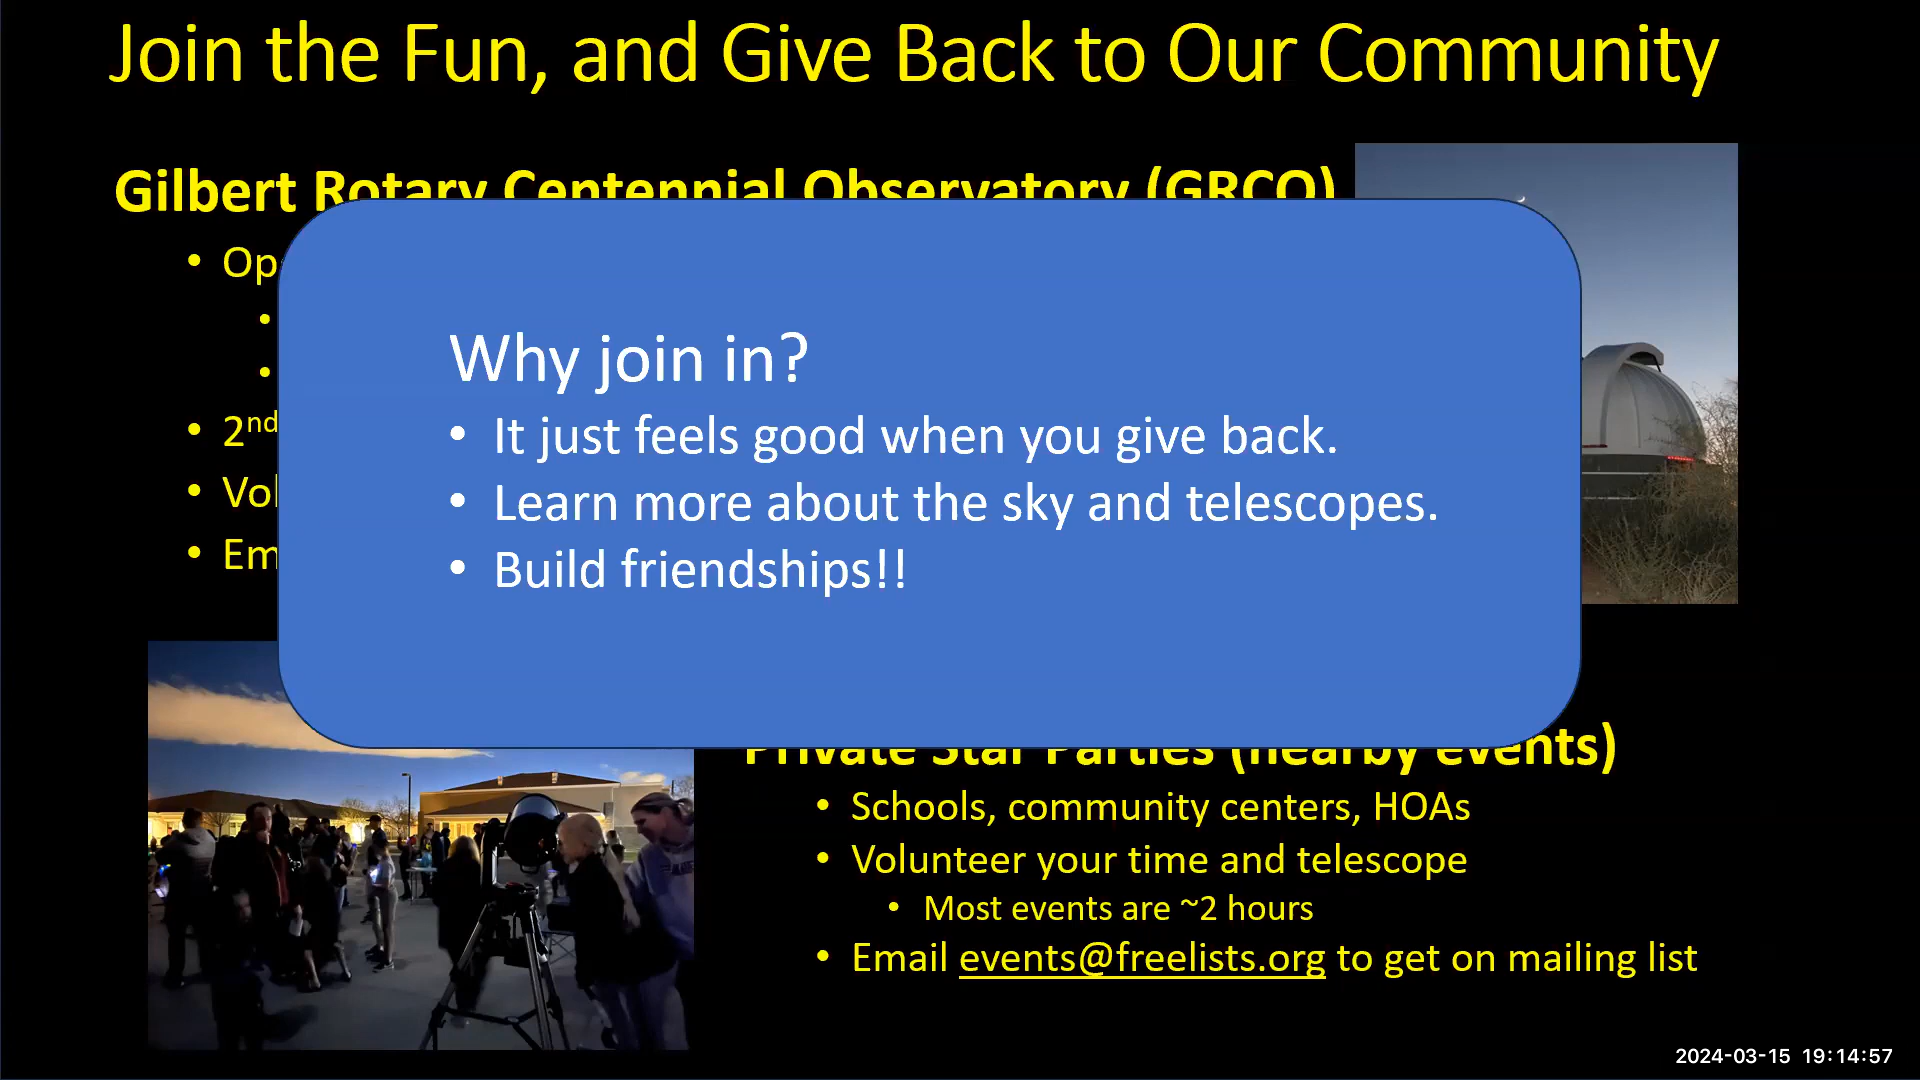 Join the Fun, and Give Back to Our Community
Gilbert Rotary Centennial Observatory (GRCO)
• Op
•
•
• 2nd
• Vol
• Em
Why join in?
• It just feels good when you give back.
• Learn more about the sky and telescopes.
• Build friendships!!
Private Star Parties (nearby events)
• Schools, community centers, HOAs
• Volunteer your time and telescope
• Most events are ~2 hours
• Email events@freelists.org to get on mailing list
2024-03-15 19:14:57